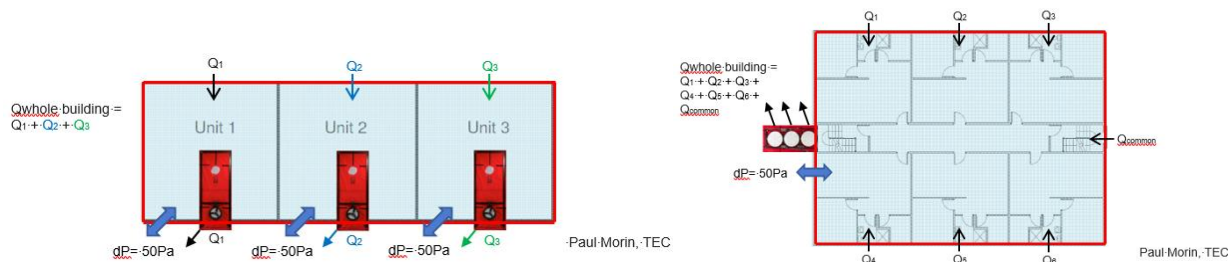 Q1
Q2
Q3
Qwhole building =
Q1 + Q2 + Q3
Unit 1
Unit 2
Unit 3
Q1
Q2
Q3
dP= 50Pa
dP= 50Pa
dP= 50Pa
Paul Morin, TEC
Q1
Q2
Q3
Qwhole building =
Q1 + Q2 + Q3 +
Q4 + Q5 + Q6 +
Qcommon
Qcommon
dP= 50Pa
Q4
Q5
Q6
Paul Morin, TEC